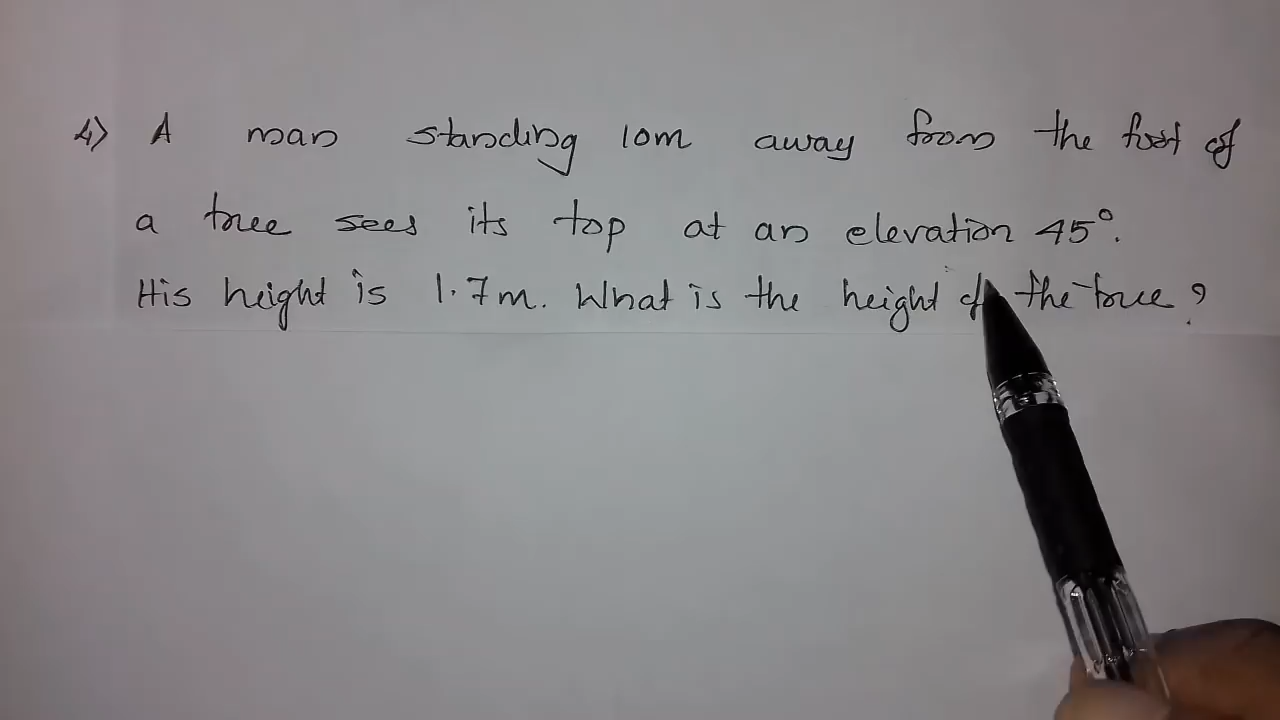 4) A man standing 10m away from the foot of
a tree sees its top at an elevation 45°.
His height is 1.7m. What is the height of the tree?